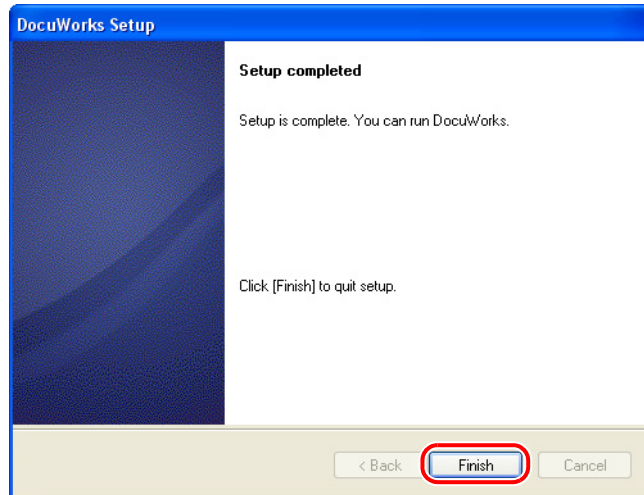 DocuWorks Setup
Setup completed
Setup is complete. You can run DocuWorks.
Click [Finish] to quit setup.
< Back Finish Cancel